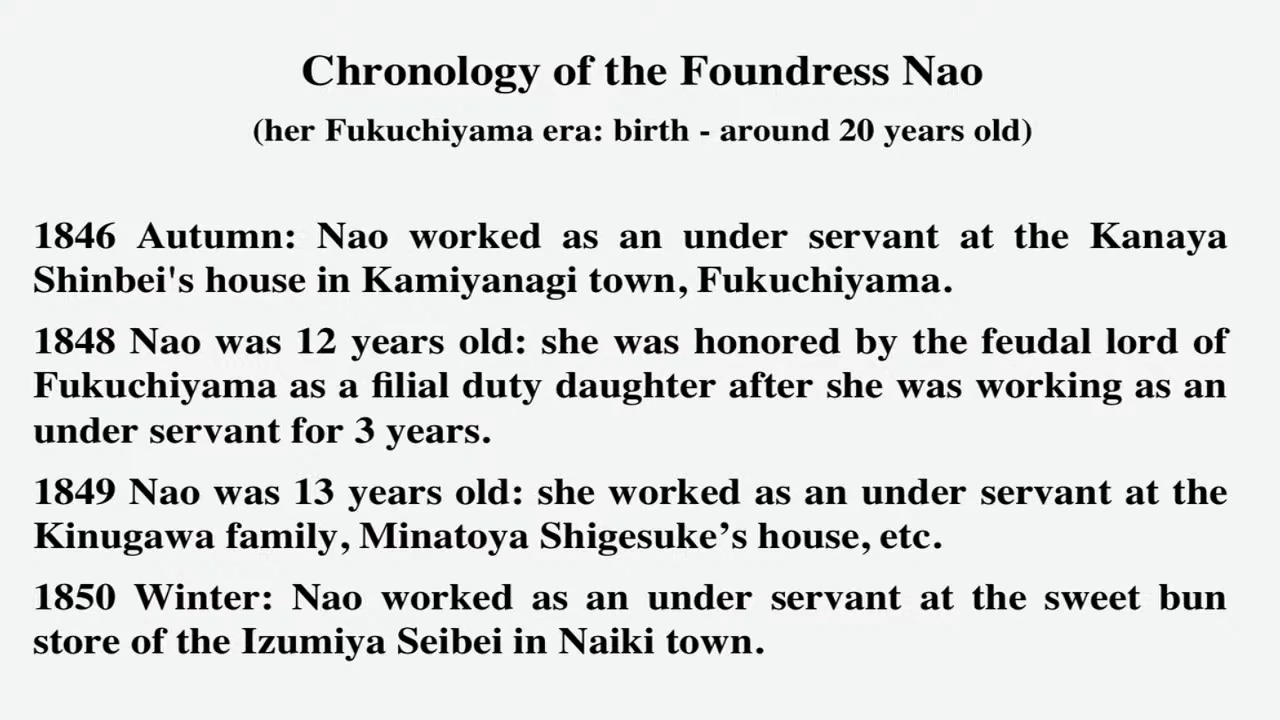 Chronology of the Foundress Nao
(her Fukuchiyama era: birth - around 20 years old)
1846 Autumn: Nao worked as an under servant at the Kanaya
Shinbei's house in Kamiyanagi town, Fukuchiyama.
1848 Nao was 12 years old: she was honored by the feudal lord of
Fukuchiyama as a filial duty daughter after she was working as an
under servant for 3 years.
1849 Nao was 13 years old: she worked as an under servant at the
Kinugawa family, Minatoya Shigesuke’s house, etc.
1850 Winter: Nao worked as an under servant at the sweet bun
store of the Izumiya Seibei in Naiki town.